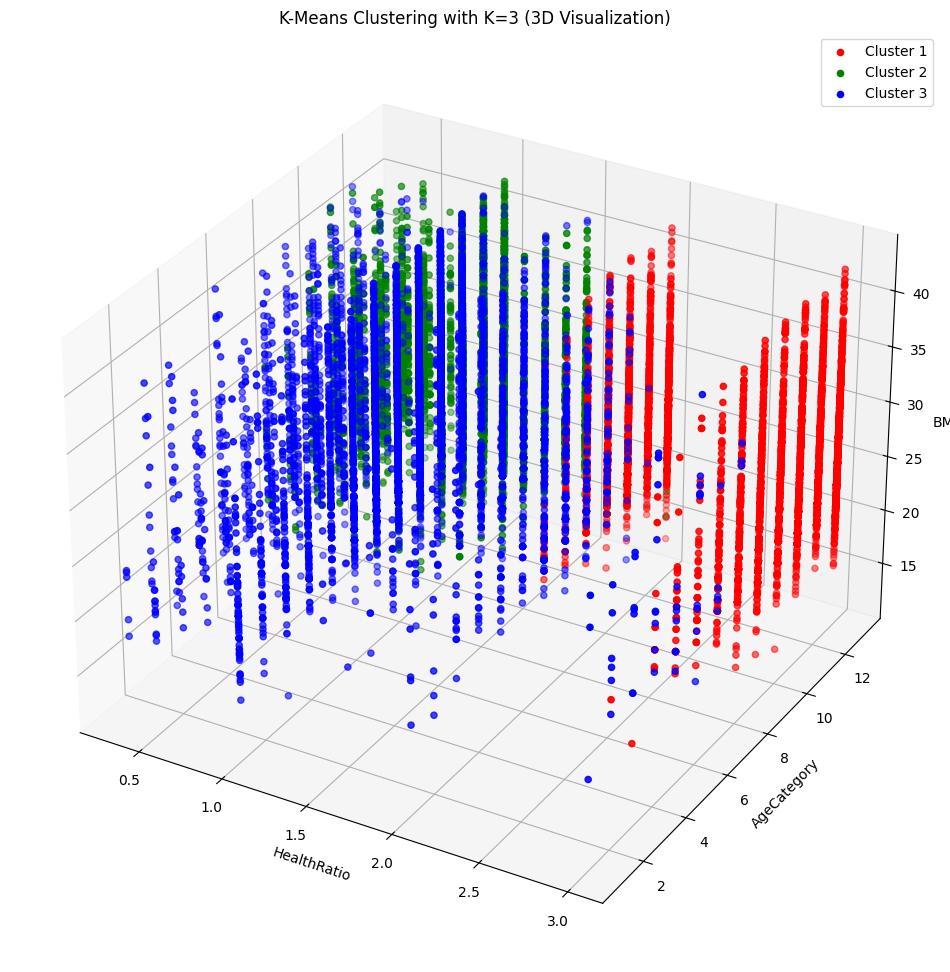 K-Means Clustering with K=3 (3D Visualization)
Cluster 1
Cluster 2
Cluster 3
40
35
30
BM
25
20
15
12
10
8
6
4
2
AgeCategory
0.5
1.0
1.5
2.0
2.5
3.0
HealthRatio